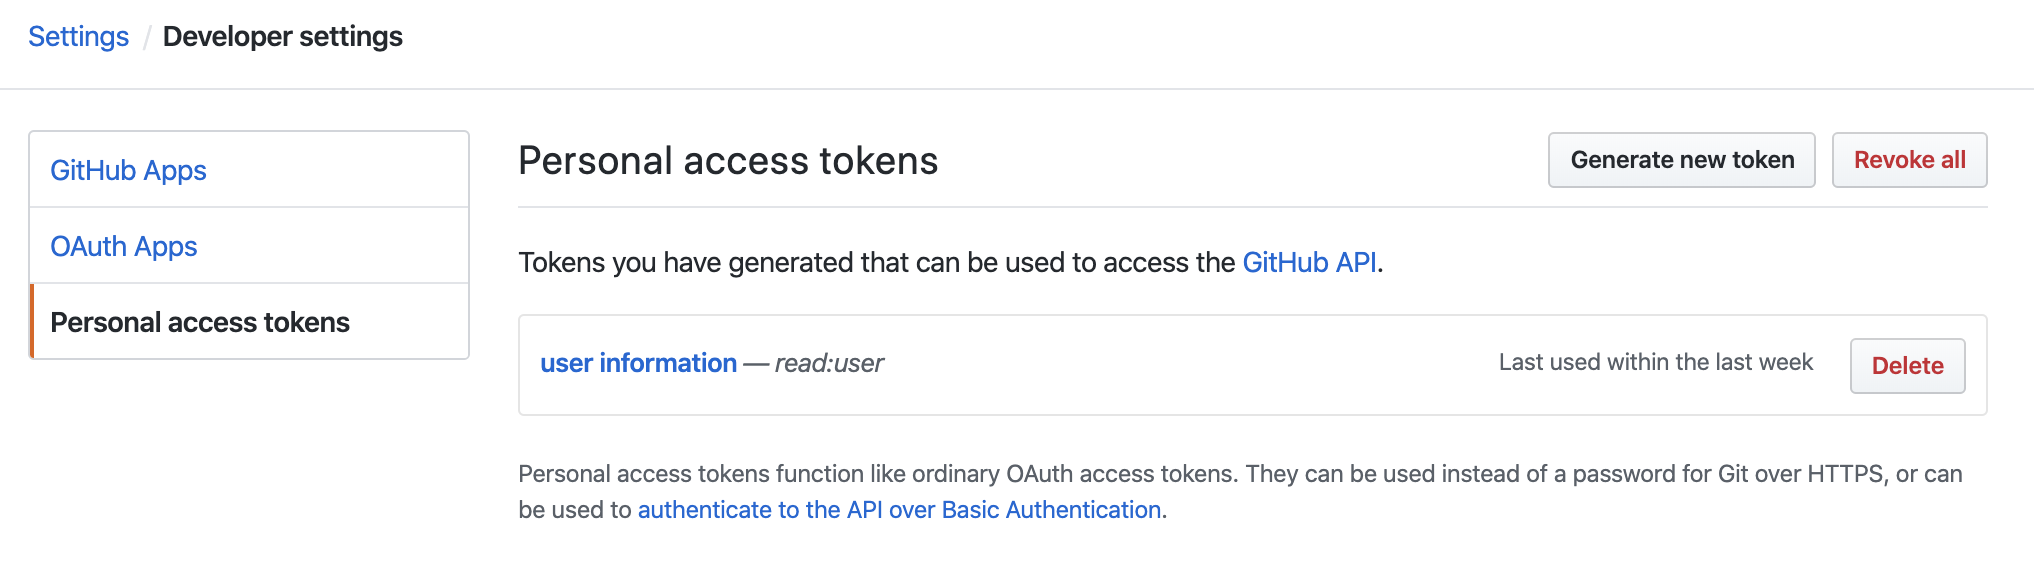 Settings / Developer settings
GitHub Apps
OAuth Apps
Personal access tokens
Personal access tokens
Generate new token
Revoke all
Tokens you have generated that can be used to access the GitHub API.
user information — read:user
Last used within the last week
Delete
Personal access tokens function like ordinary OAuth access tokens. They can be used instead of a password for Git over HTTPS, or can
be used to authenticate to the API over Basic Authentication.